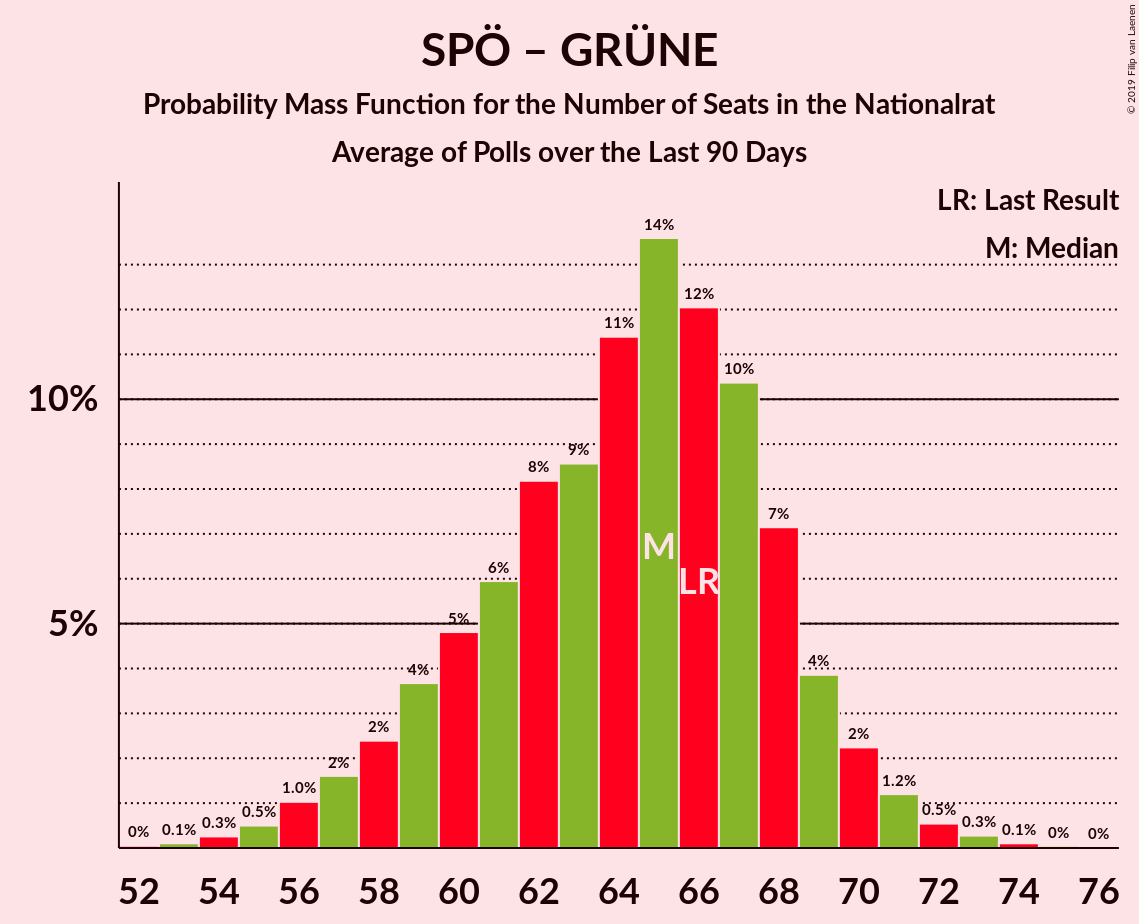 SPÖ – GRÜNE
Probability Mass Function for the Number of Seats in the Nationalrat
Average of Polls over the Last 90 Days
© 2019 Filip van Laenen
LR: Last Result
M: Median
10%
5%
0% 0.1% 0.3% 0.5% 1.0% 2% 2% 4% 5% 6% 8% 9% 11% 14% 12% 10% 7% 4% 2% 1.2% 0.5% 0.3% 0.1% 0% 0%
M
LR
52 54 56 58 60 62 64 66 68 70 72 74 76